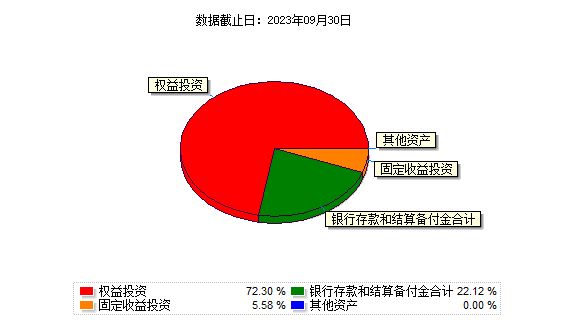 数据截止日：2023年09月30日
权益投资
其他资产
固定收益投资
银行存款和结算备付金合计
权益投资 72.30 % 银行存款和结算备付金合计 22.12 %
固定收益投资 5.58 % 其他资产 0.00 %